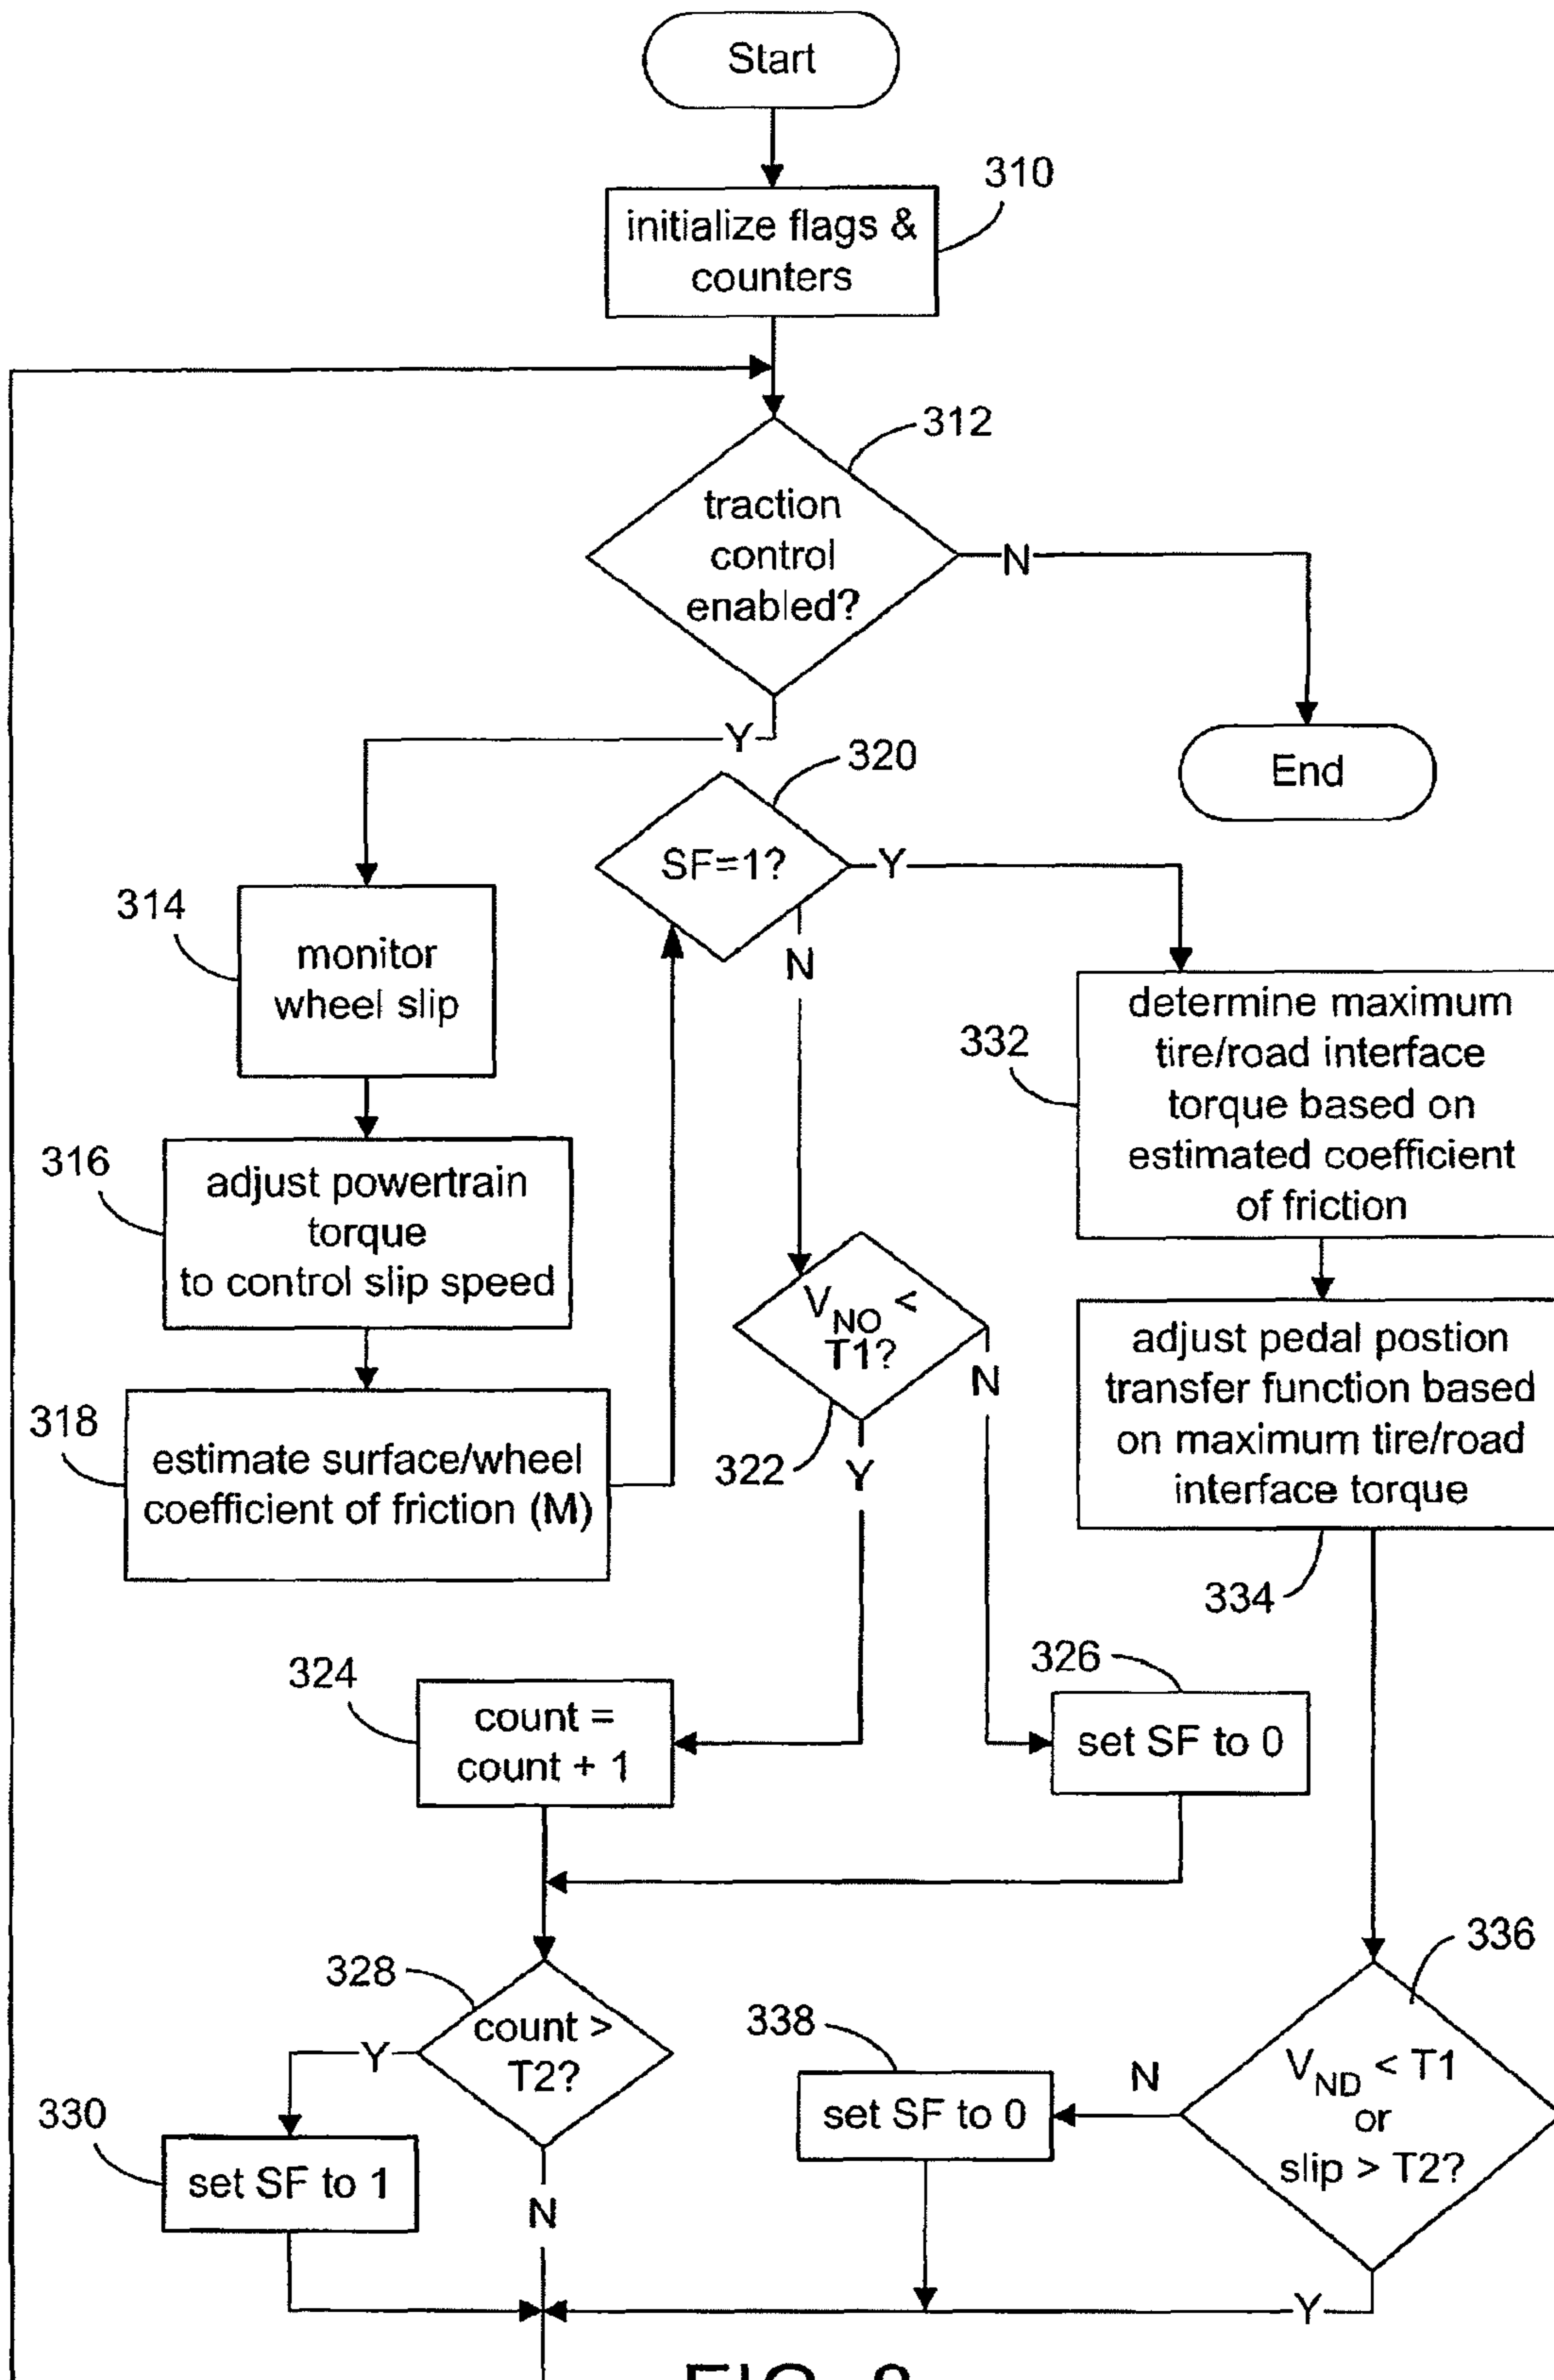 Start
310
initialize flags &
counters
312
traction
control
enabled?
N
End
Y
320
SF=1?
Y
N
314
monitor
wheel slip
332
determine maximum
tire/road interface
torque based on
estimated coefficient
of friction
316
adjust powertrain
torque
to control slip speed
V_NO <
T1?
N
322
Y
adjust pedal postion
transfer function based
on maximum tire/road
interface torque
334
318
estimate surface/wheel
coefficient of friction (M)
324
count =
count + 1
326
set SF to 0
328
count >
T2?
Y
N
330
set SF to 1
336
V_ND < T1
or
slip > T2?
N
Y
338
set SF to 0